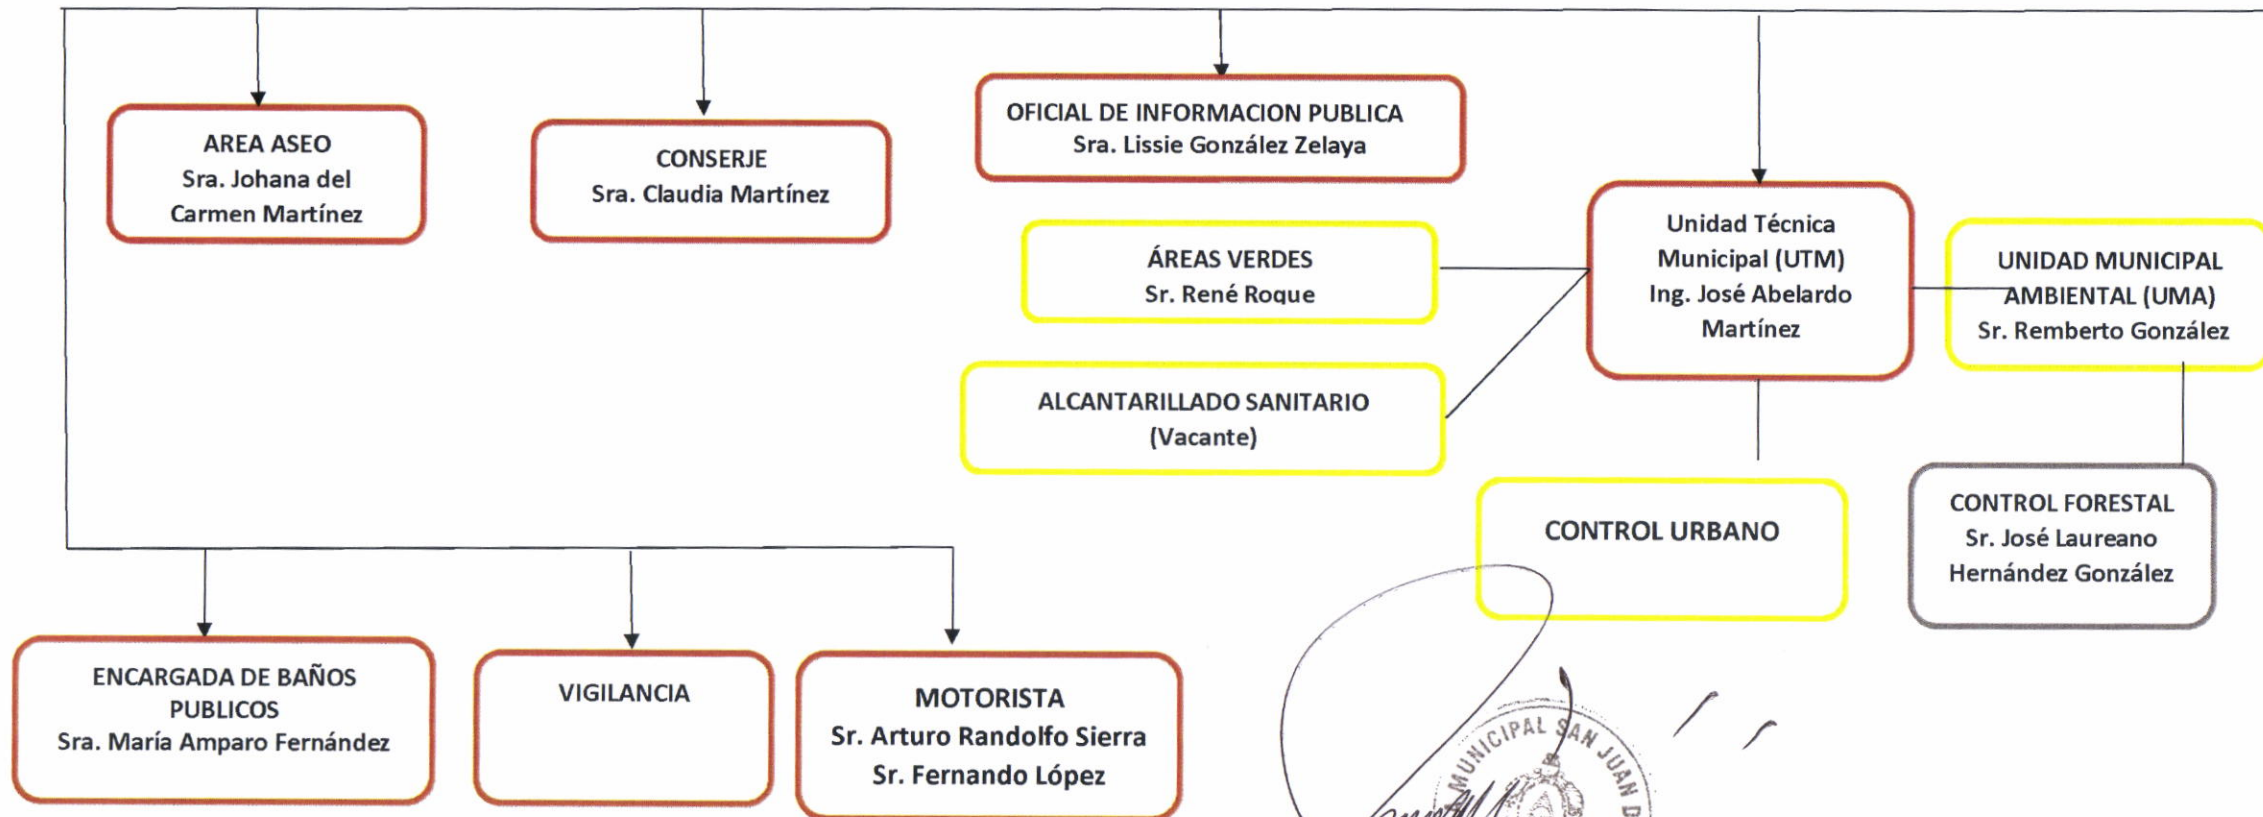 AREA ASEO
Sra. Johana del
Carmen Martínez
CONSERJE
Sra. Claudia Martínez
OFICIAL DE INFORMACION PUBLICA
Sra. Lissie González Zelaya
ÁREAS VERDES
Sr. René Roque
ALCANTARILLADO SANITARIO
(Vacante)
Unidad Técnica
Municipal (UTM)
Ing. José Abelardo
Martínez
UNIDAD MUNICIPAL
AMBIENTAL (UMA)
Sr. Remberto González
CONTROL URBANO
CONTROL FORESTAL
Sr. José Laureano
Hernández González
ENCARGADA DE BAÑOS
PUBLICOS
Sra. María Amparo Fernández
VIGILANCIA
MOTORISTA
Sr. Arturo Randolfo Sierra
Sr. Fernando López
MUNICIPAL SAN JUAN